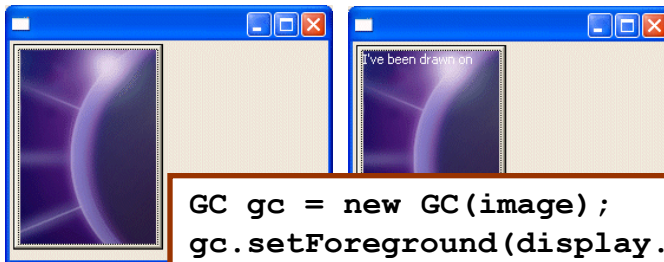 I've been drawn on
GC gc = new GC(image);
gc.setForeground(display.